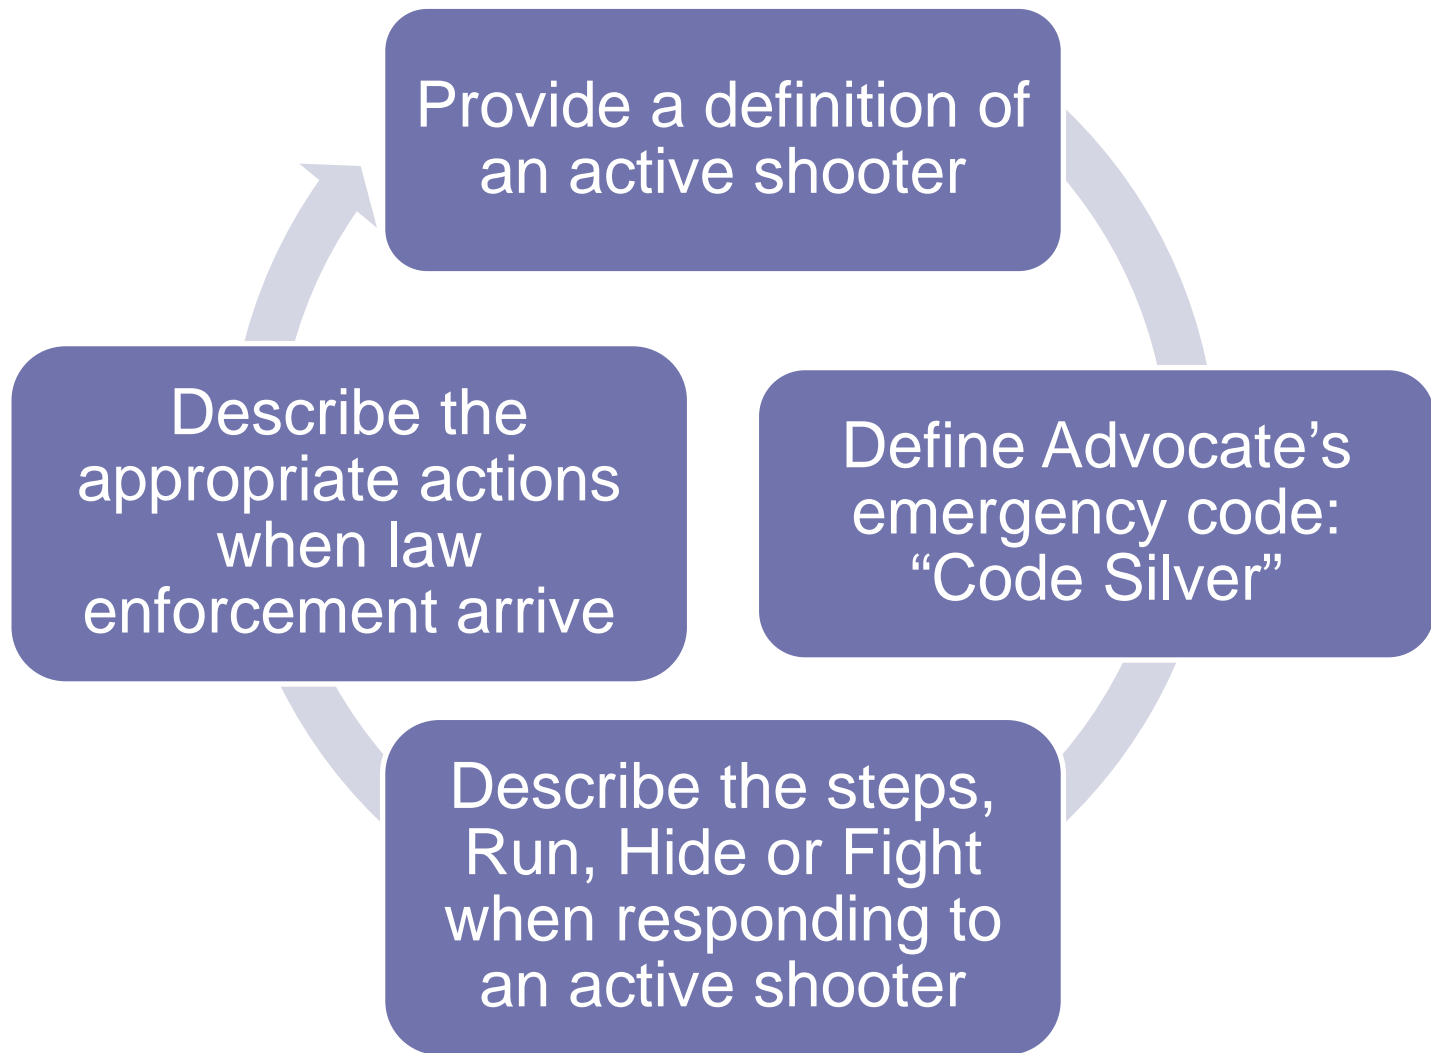 Provide a definition of
an active shooter
Define Advocate’s
emergency code:
“Code Silver”
Describe the steps,
Run, Hide or Fight
when responding to
an active shooter
Describe the
appropriate actions
when law
enforcement arrive